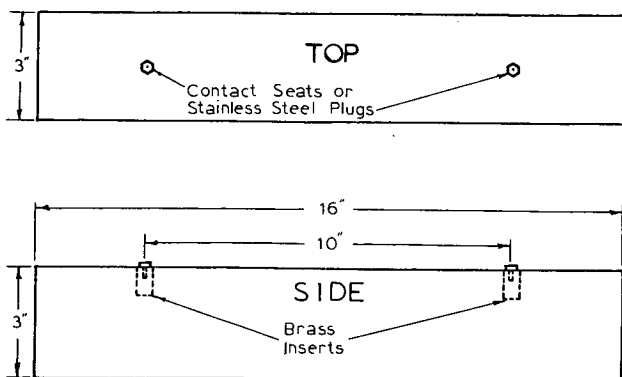 TOP
3"
Contact Seats or
Stainless Steel Plugs
16"
10"
SIDE
3"
Brass
Inserts